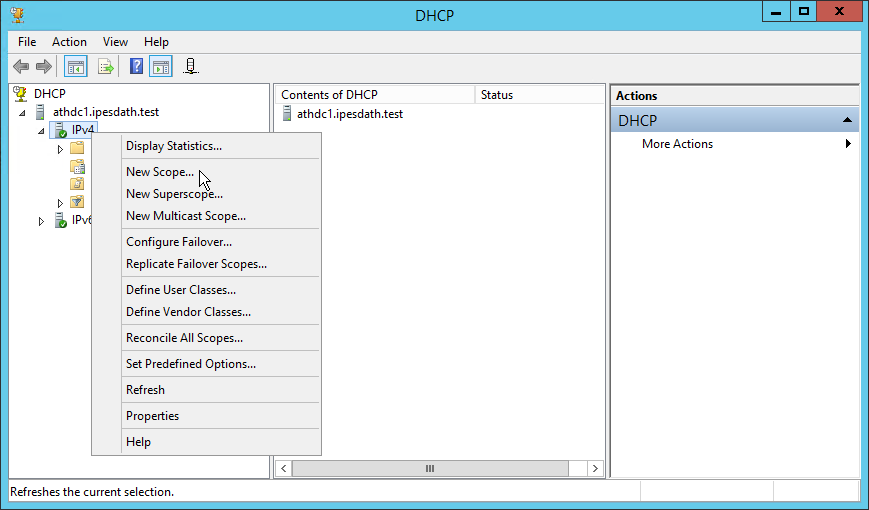 DHCP
File Action View Help
DHCP
athdc1.ipesdath.test
IPv4
IPv6
Display Statistics...
New Scope...
New Superscope...
New Multicast Scope...
Configure Failover...
Replicate Failover Scopes...
Define User Classes...
Define Vendor Classes...
Reconcile All Scopes...
Set Predefined Options...
Refresh
Properties
Help
Contents of DHCP Status
athdc1.ipesdath.test
Actions
DHCP
More Actions
Refreshes the current selection.